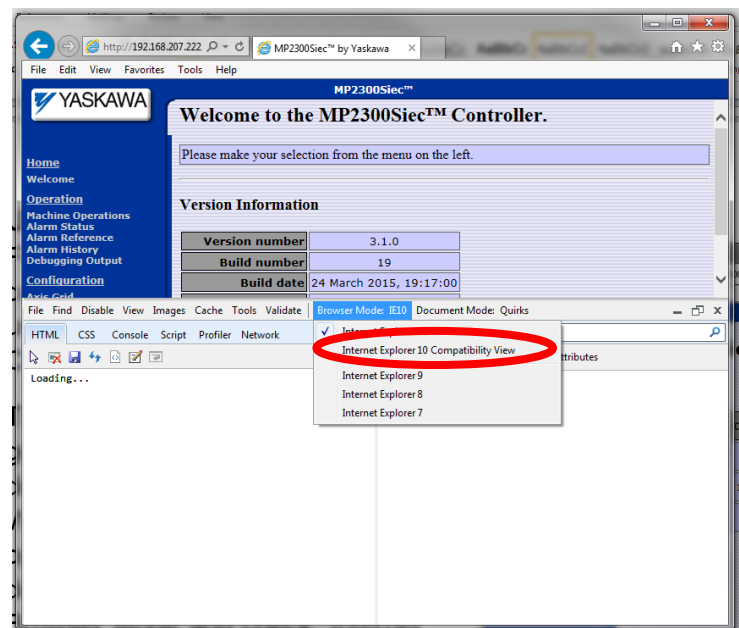 http://192.168.207.222
MP2300Siec™ by Yaskawa
File Edit View Favorites Tools Help
YASKAWA
MP2300Siec™
Welcome to the MP2300Siec™ Controller.
Please make your selection from the menu on the left.
Home
Welcome
Operation
Machine Operations
Alarm Status
Alarm Reference
Alarm History
Debugging Output
Configuration
Axis Grid
Version Information
Version number 3.1.0
Build number 19
Build date 24 March 2015, 19:17:00
File Find Disable View Images Cache Tools Validate Browser Mode: IE10 Document Mode: Quirks
HTML CSS Console Script Profiler Network
Loading...
Internet Explorer 10 Compatibility View
Internet Explorer 9
Internet Explorer 8
Internet Explorer 7